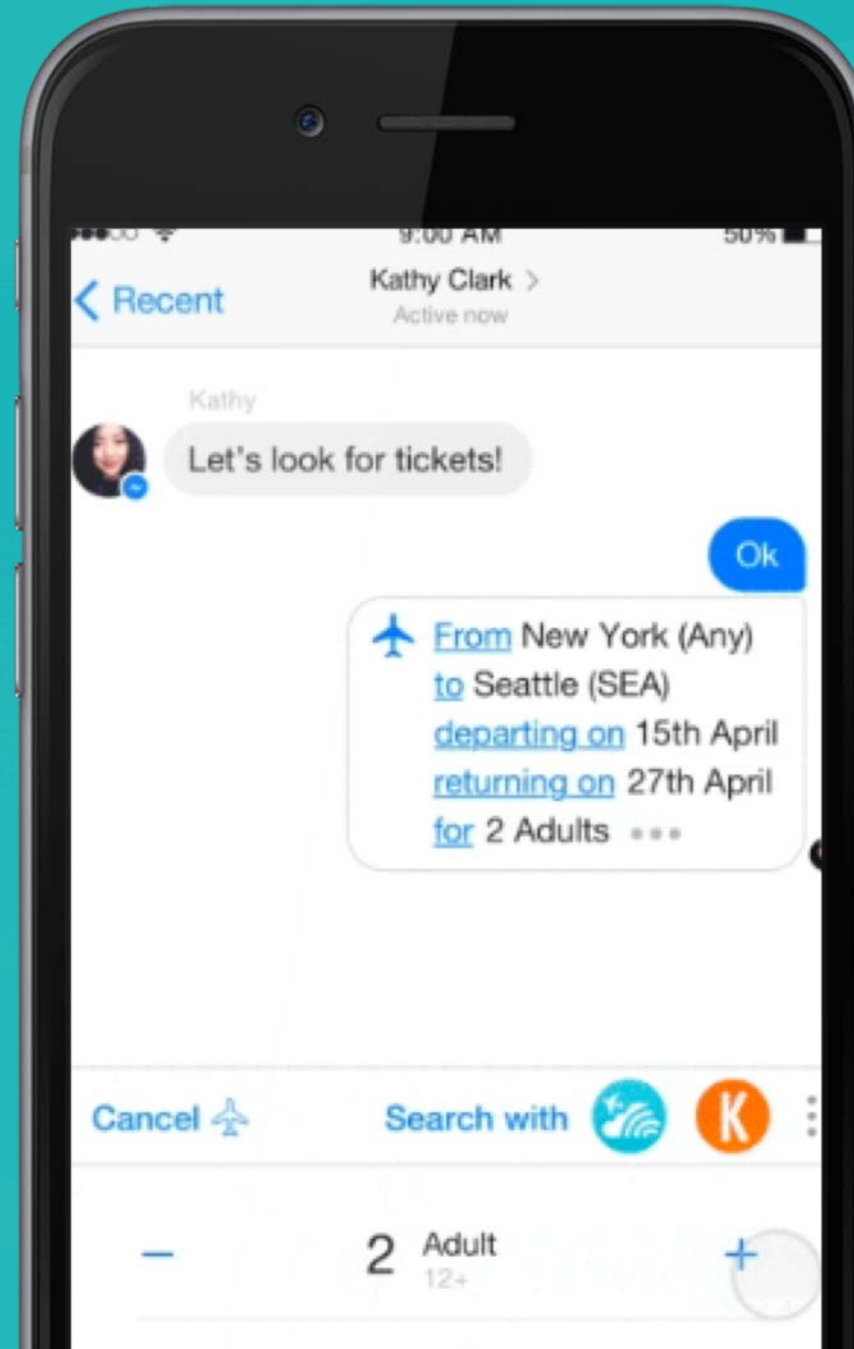 9:00 AM 50%
Recent
Kathy Clark >
Active now
Kathy
Let's look for tickets!
Ok
From New York (Any)
to Seattle (SEA)
departing on 15th April
returning on 27th April
for 2 Adults •••
Cancel Search with K
− 2 Adult +
12+